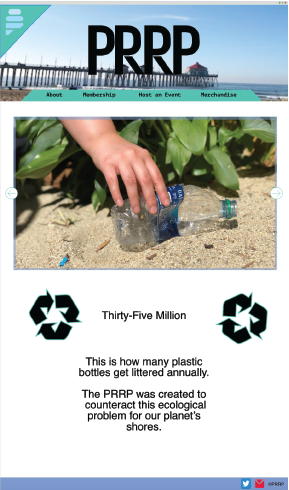 PRRP
About Membership Host an Event Merchandise
Thirty-Five Million
This is how many plastic
bottles get littered annually.
The PRRP was created to
counteract this ecological
problem for our planet's
shores.
@PRRP